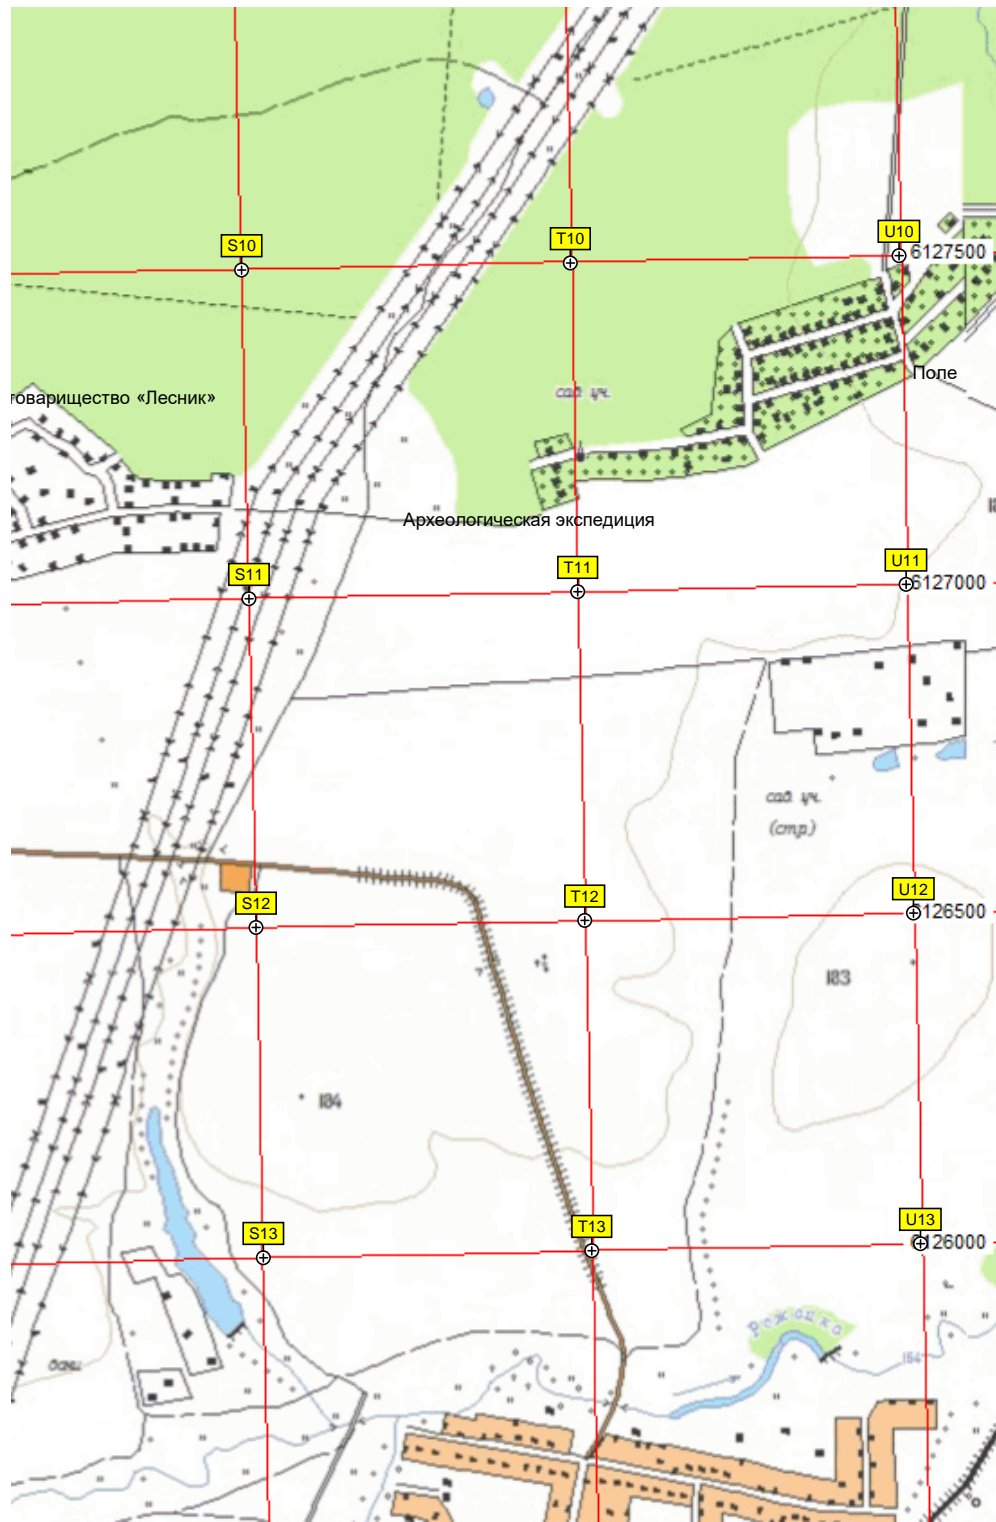 S10
T10
U10
6127500
Поле
товарищество «Лесник»
сад. уч.
Археологическая экспедиция
S11
T11
U11
6127000
сад. уч.
(стр.)
S12
T12
U12
6126500
183
184
S13
T13
U13
6126000
Рожайка
164